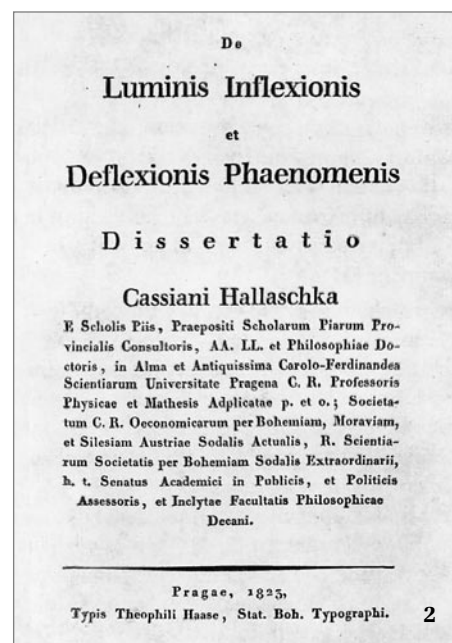 De
Luminis Inflexionis
et
Deflexionis Phaenomenis
Dissertatio
Cassiani Hallaschka
E Scholis Piis, Praepositi Scholarum Piarum Pro-
vincialis Consultoris, AA. LL. et Philosophiae Do-
ctoris, in Alma et Antiquissima Carolo-Ferdinandea
Scientiarum Universitate Pragena C. R. Professoris
Physicae et Mathesis Adplicatae p. et o.; Societa-
tum C. R. Oeconomicarum per Bohemiam, Moraviam,
et Silesiam Austriae Sodalis Actualis, R. Scientia-
rum Societatis per Bohemiam Sodalis Extraordinarii,
h. t. Senatus Academici in Publicis, et Politicis
Assessoris, et Inclytae Facultatis Philosophicae
Decani.
Pragae, 1823,
Typis Theophili Haase, Stat. Boh. Typographi.
2